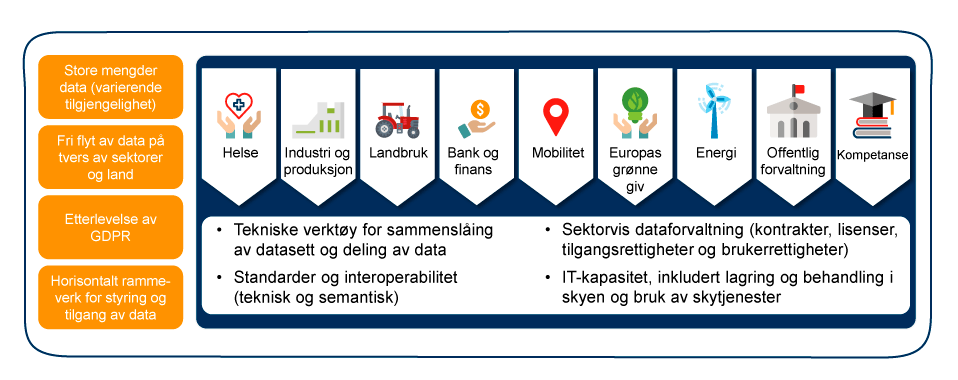 Store mengder
data (varierende
tilgjengelighet)
Fri flyt av data på
tvers av sektorer
og land
Etterlevelse av
GDPR
Horisontalt ramme-
verk for styring og
tilgang av data
Helse
Industri og
produksjon
Landbruk
Bank og
finans
Mobilitet
Europas
grønne
giv
Energi
Offentlig
forvaltning
Kompetanse
• Tekniske verktøy for sammenslåing
av datasett og deling av data
• Standarder og interoperabilitet
(teknisk og semantisk)
• Sektorvis dataforvaltning (kontrakter, lisenser,
tilgangsrettigheter og brukerrettigheter)
• IT-kapasitet, inkludert lagring og behandling i
skyen og bruk av skytjenester